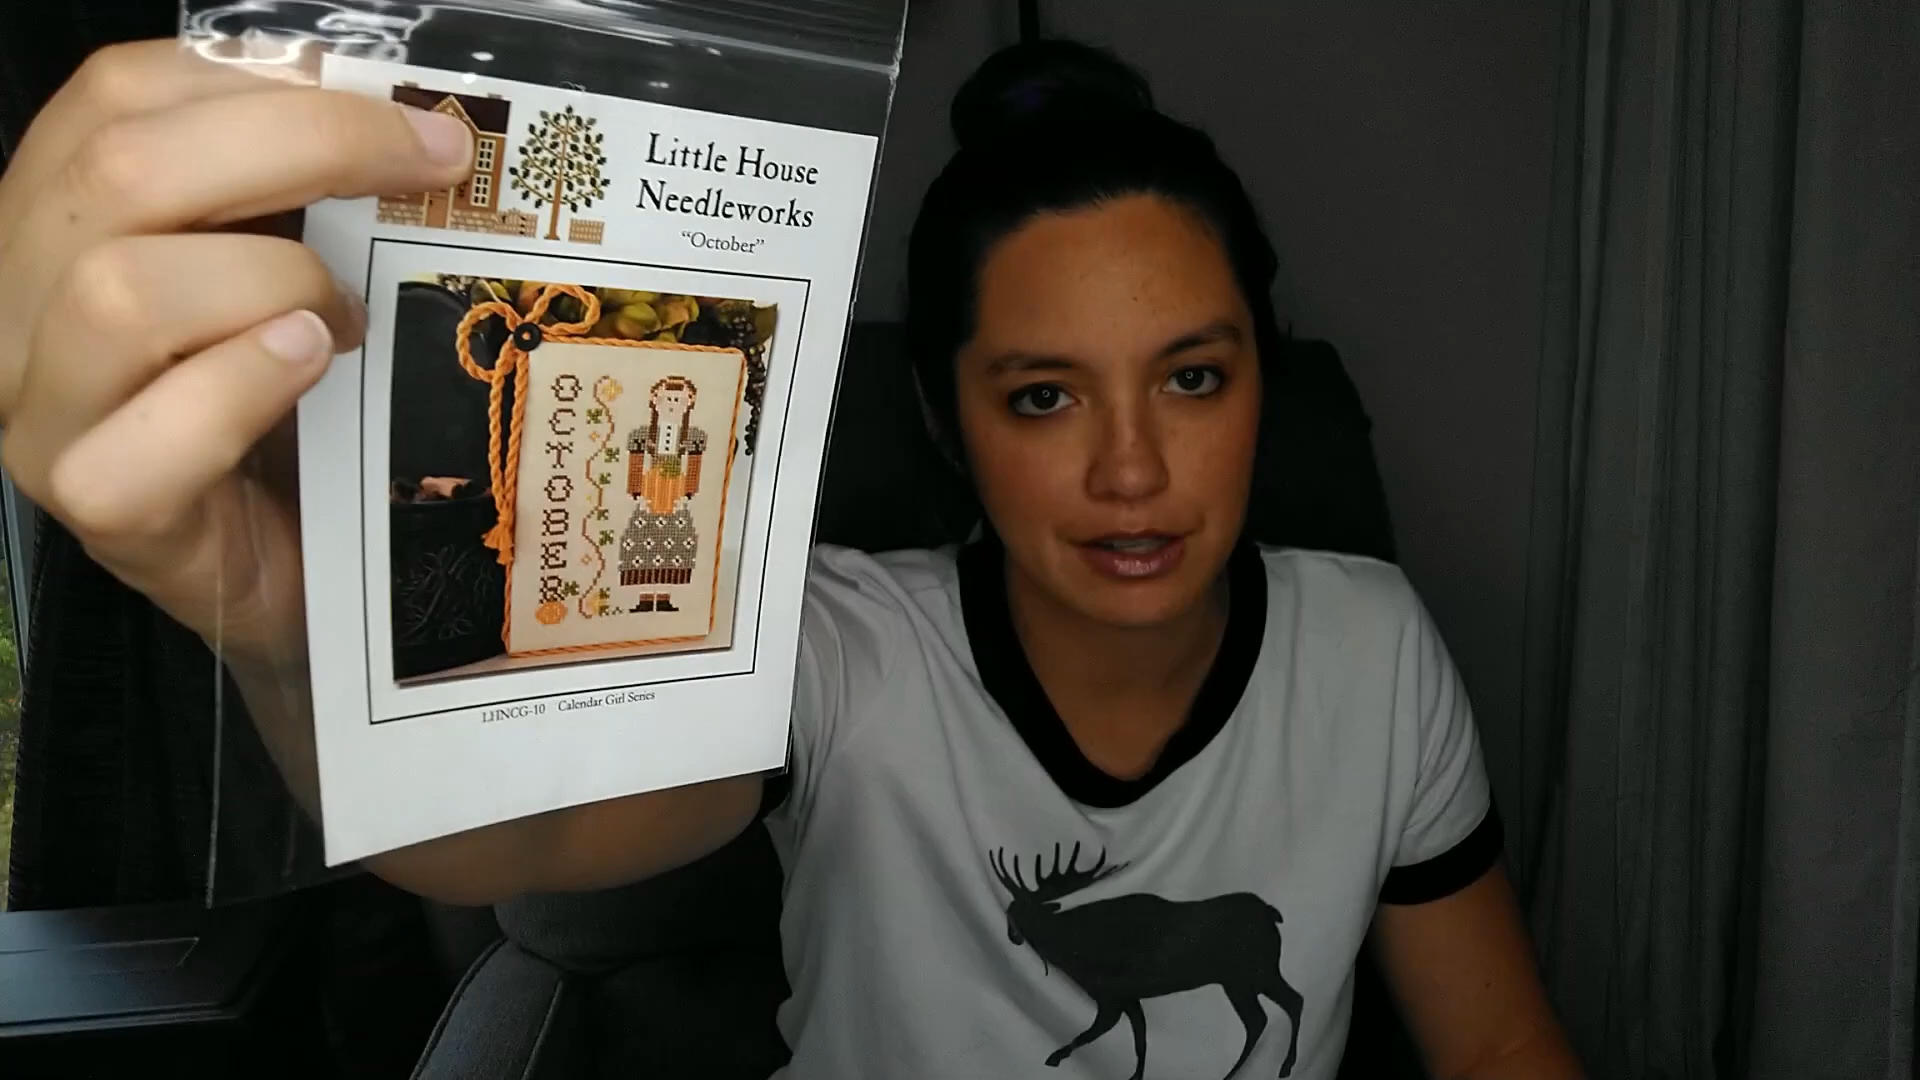 Little House
Needleworks
“October”
OCTOBER
LHNCG-10 Calendar Girl Series